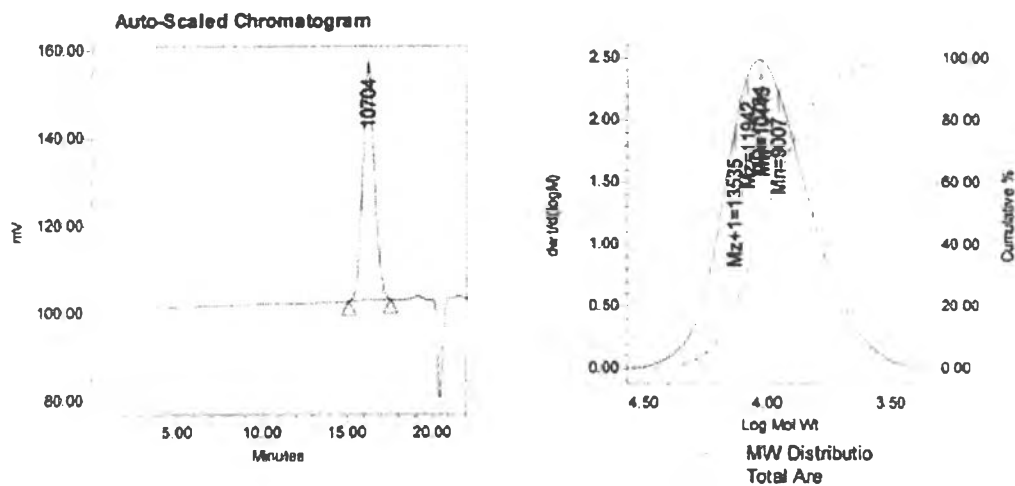 Auto-Scaled Chromatogram
160.00
140.00
120.00
100.00
80.00
mV
10704
5.00 10.00 15.00 20.00
Minutes
2.50
2.00
1.50
1.00
0.50
0.00
dwt/d(logM)
Mz+1=13535
Mz=11942
Mn=9007
100.00
80.00
60.00
40.00
20.00
0.00
Cumulative %
4.50 4.00 3.50
Log Mol Wt
MW Distributio
Total Are